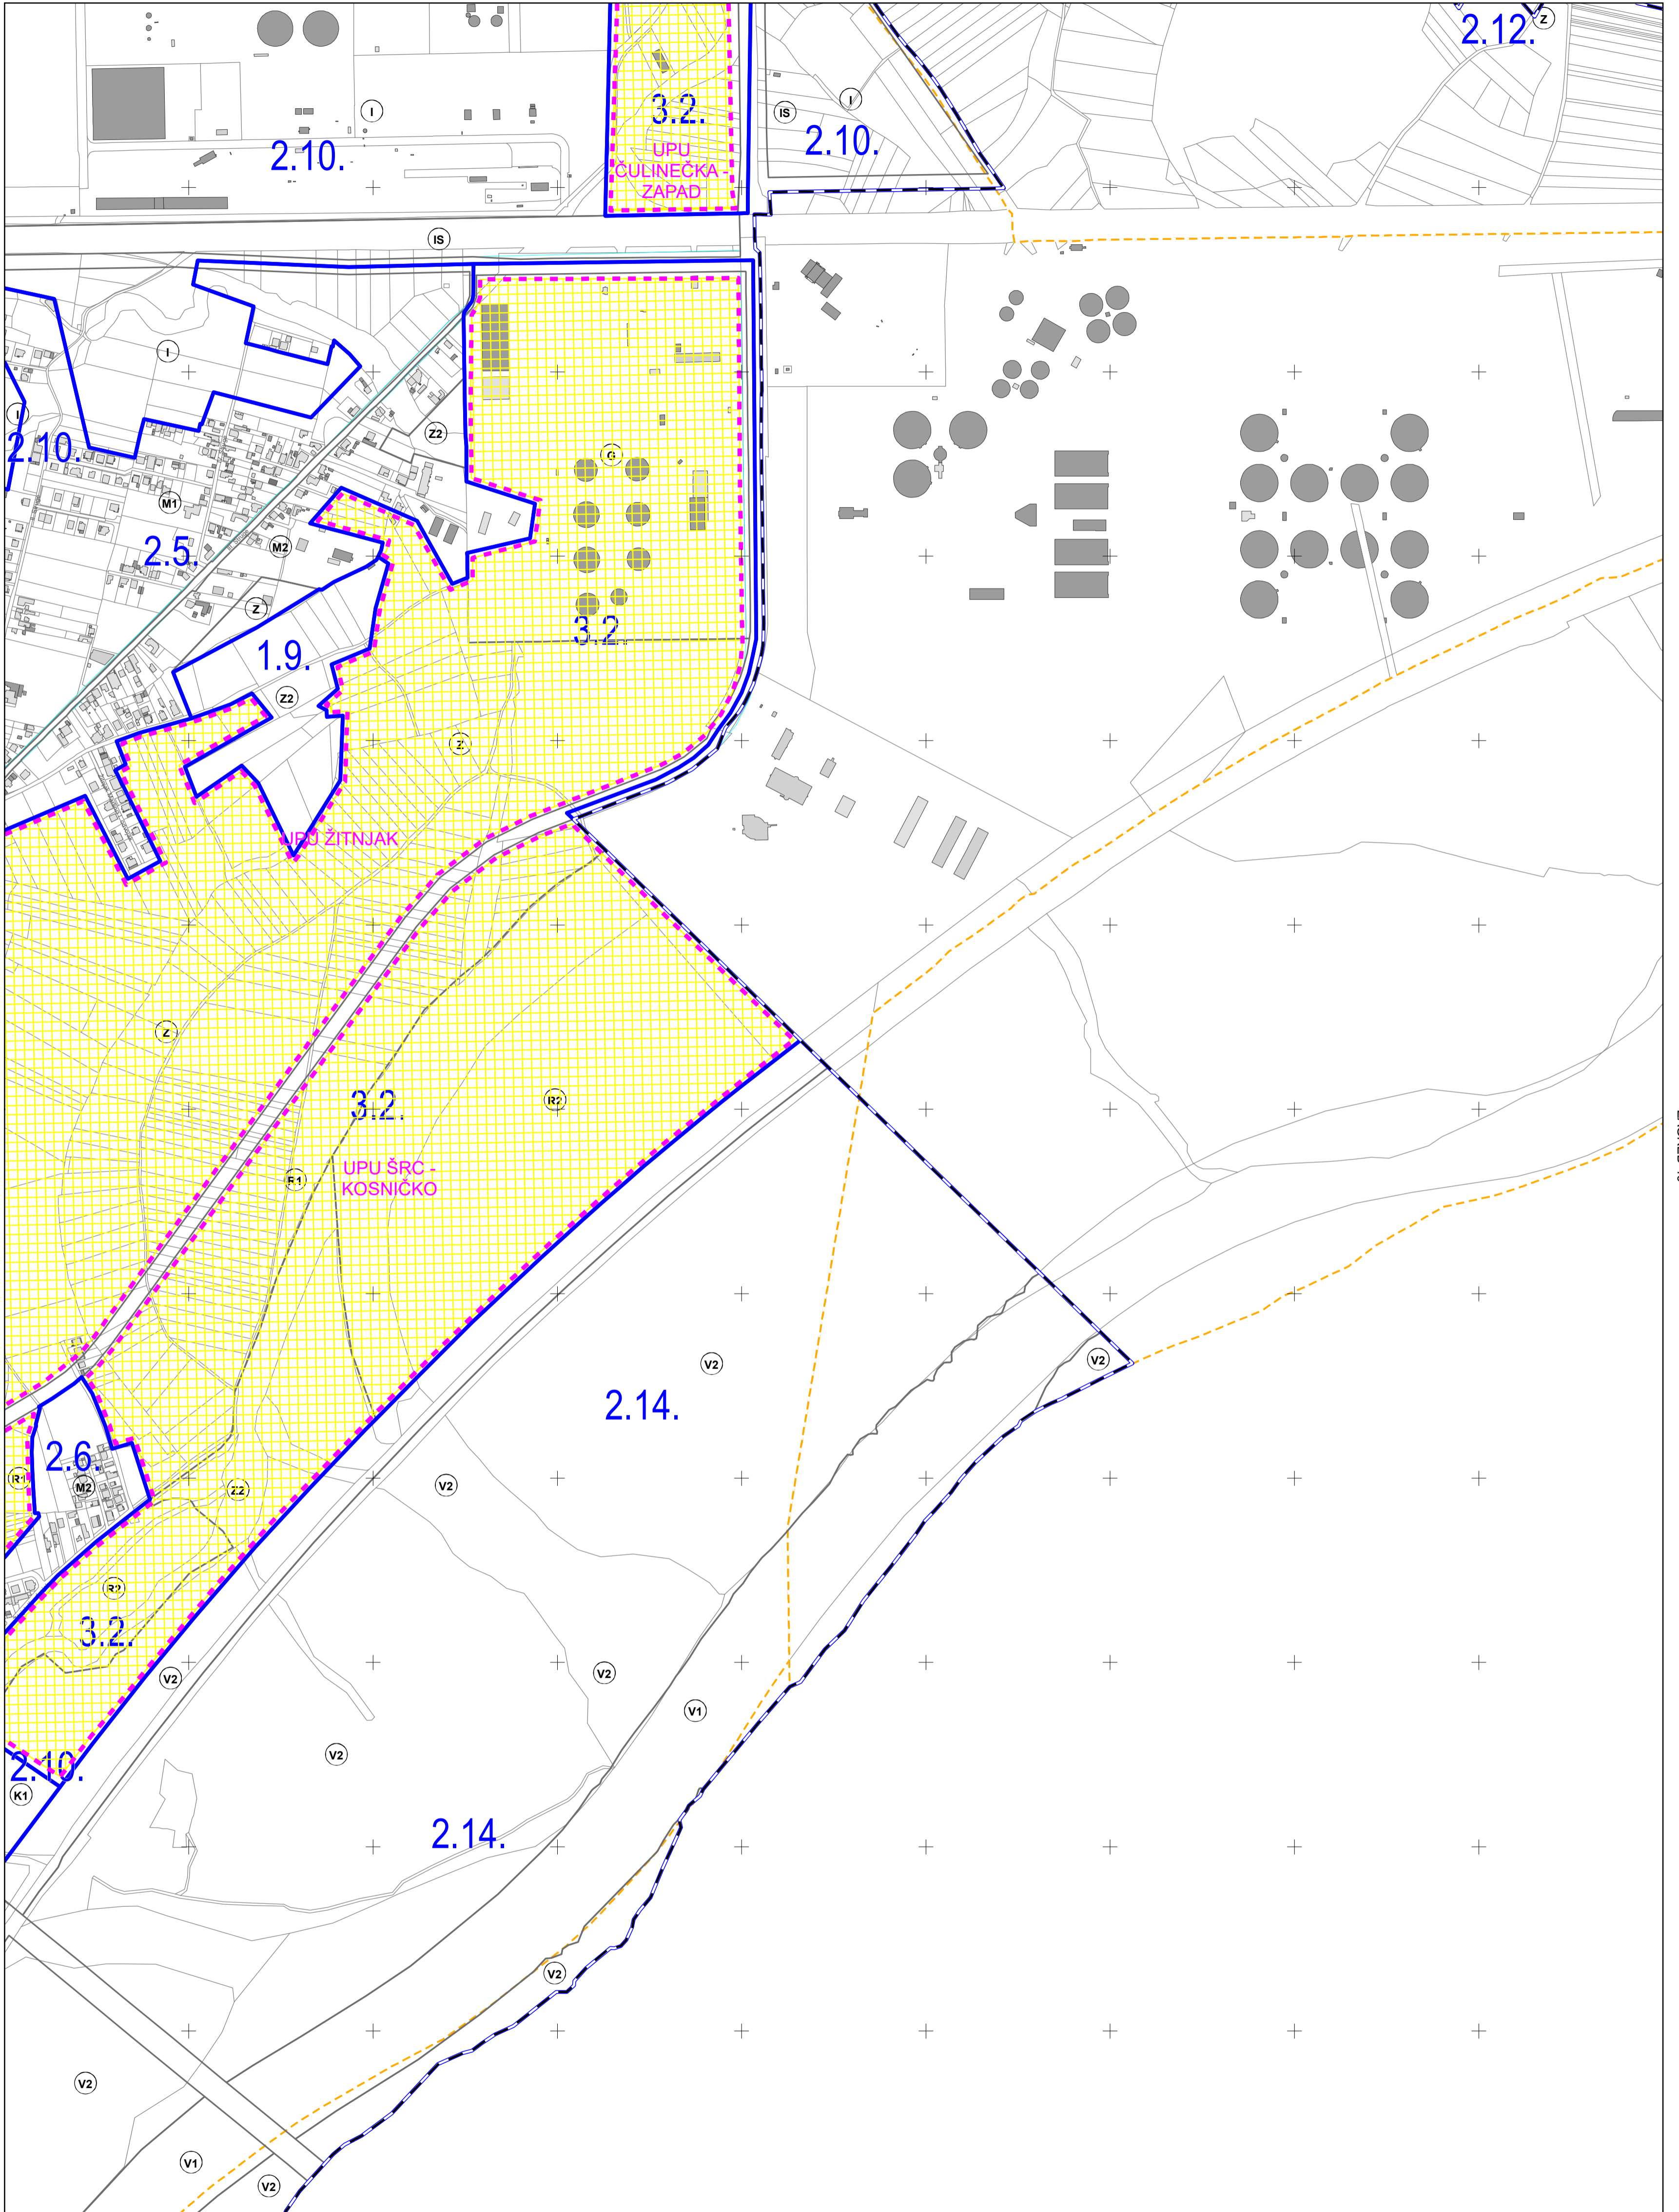 2.12.
Z
I
3.2.
IS
I
2.10.
2.10.
UPU
ČULINEČKA -
ZAPAD
IS
I
I
2.10.
Z2
G
M1
2.5.
M2
Z
3.2.
1.9.
Z2
Z
UPU ŽITNJAK
Z
3.2.
R2
UPU ŠRC -
KOSNIČKO
R1
V2
V2
2.14.
2.6.
R1
M2
Z2
V2
R2
3.2.
V2
V2
V1
2.10.
V2
K1
2.14.
V2
V2
V1
V2